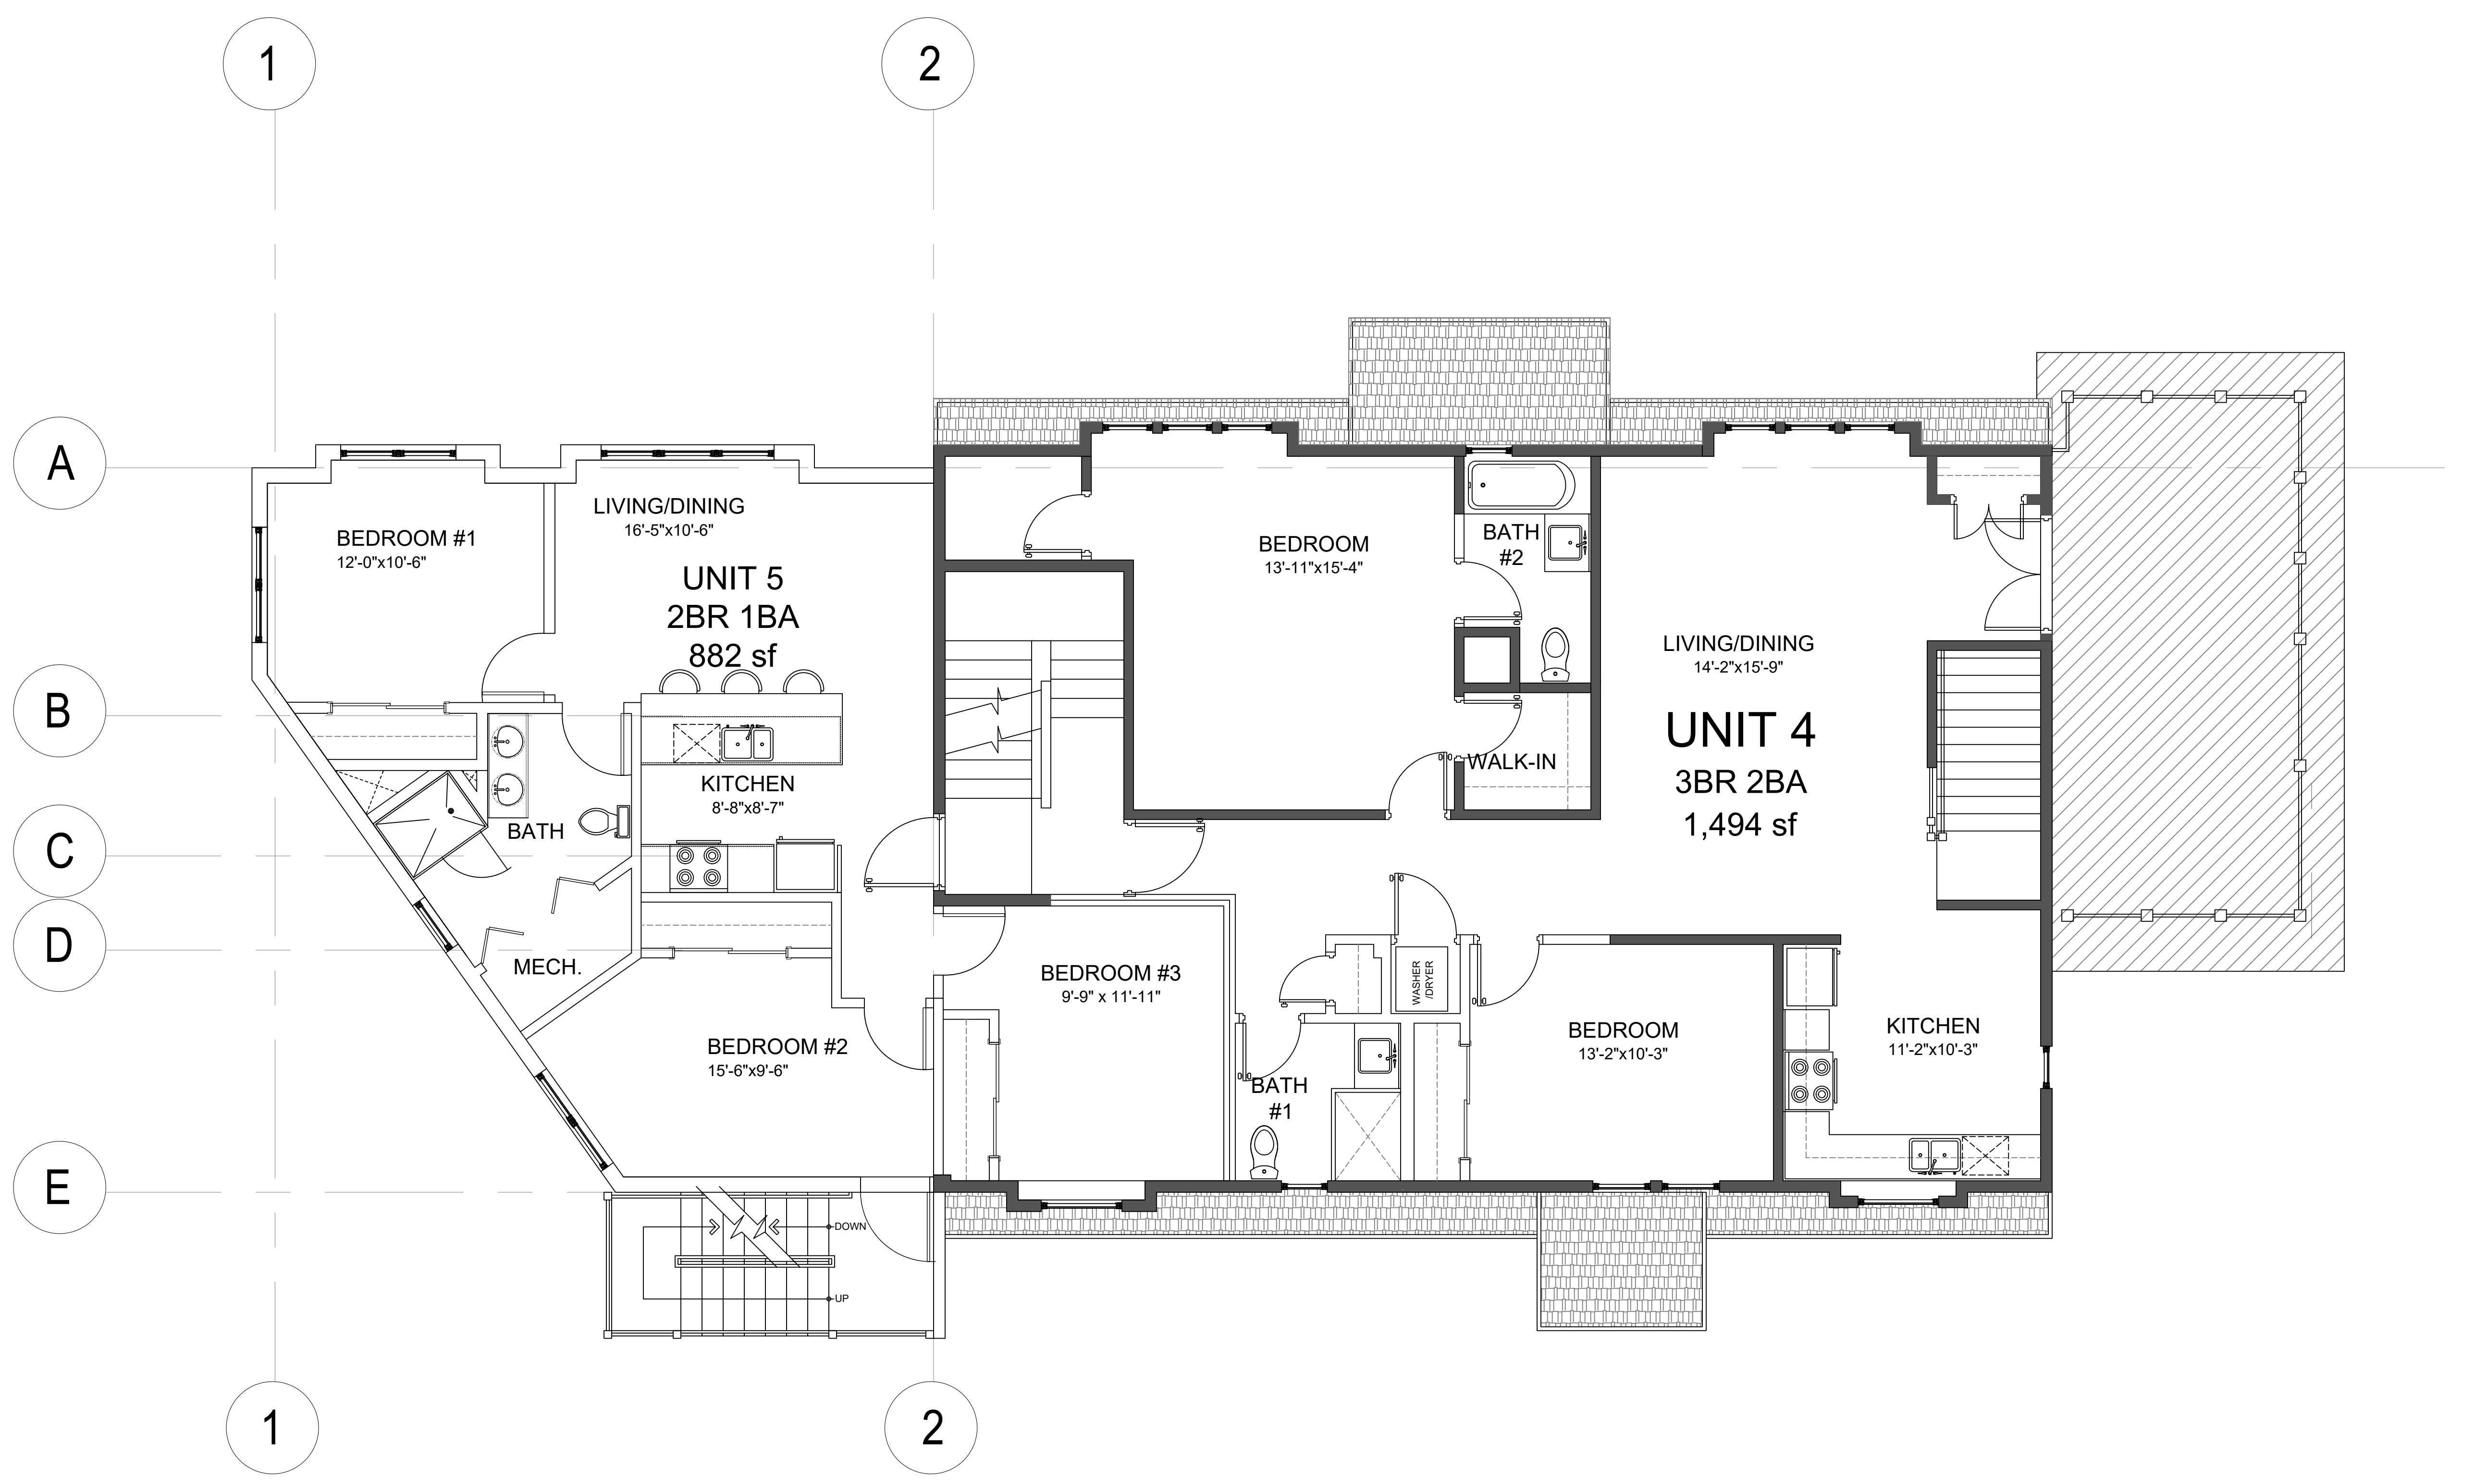 1
2
A
B
C
D
E
BEDROOM #1
12'-0"x10'-6"
LIVING/DINING
16'-5"x10'-6"
UNIT 5
2BR 1BA
882 sf
KITCHEN
8'-8"x8'-7"
BATH
MECH.
BEDROOM #2
15'-6"x9'-6"
DOWN
UP
BEDROOM
13'-11"x15'-4"
BATH
#2
WALK-IN
LIVING/DINING
14'-2"x15'-9"
UNIT 4
3BR 2BA
1,494 sf
BEDROOM #3
9'-9" x 11'-11"
WASHER
/DRYER
BATH
#1
BEDROOM
13'-2"x10'-3"
KITCHEN
11'-2"x10'-3"
1
2